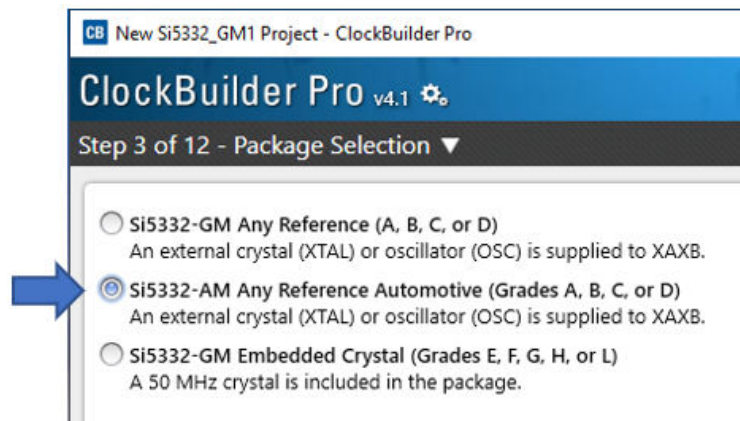 CB New Si5332_GM1 Project - ClockBuilder Pro
ClockBuilder Pro v4.1
Step 3 of 12 - Package Selection ▼
Si5332-GM Any Reference (A, B, C, or D)
An external crystal (XTAL) or oscillator (OSC) is supplied to XAXB.
Si5332-AM Any Reference Automotive (Grades A, B, C, or D)
An external crystal (XTAL) or oscillator (OSC) is supplied to XAXB.
Si5332-GM Embedded Crystal (Grades E, F, G, H, or L)
A 50 MHz crystal is included in the package.